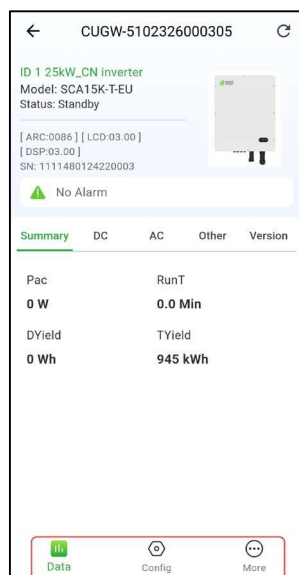 CUGW-5102326000305
ID 1 25kW_CN inverter
Model: SCA15K-T-EU
Status: Standby
[ ARC:0086 ] [ LCD:03.00 ]
[ DSP:03.00 ]
SN: 1111480124220003
No Alarm
Summary DC AC Other Version
Pac RunT
0 W 0.0 Min
DYield TYield
0 Wh 945 kWh
Data Config More